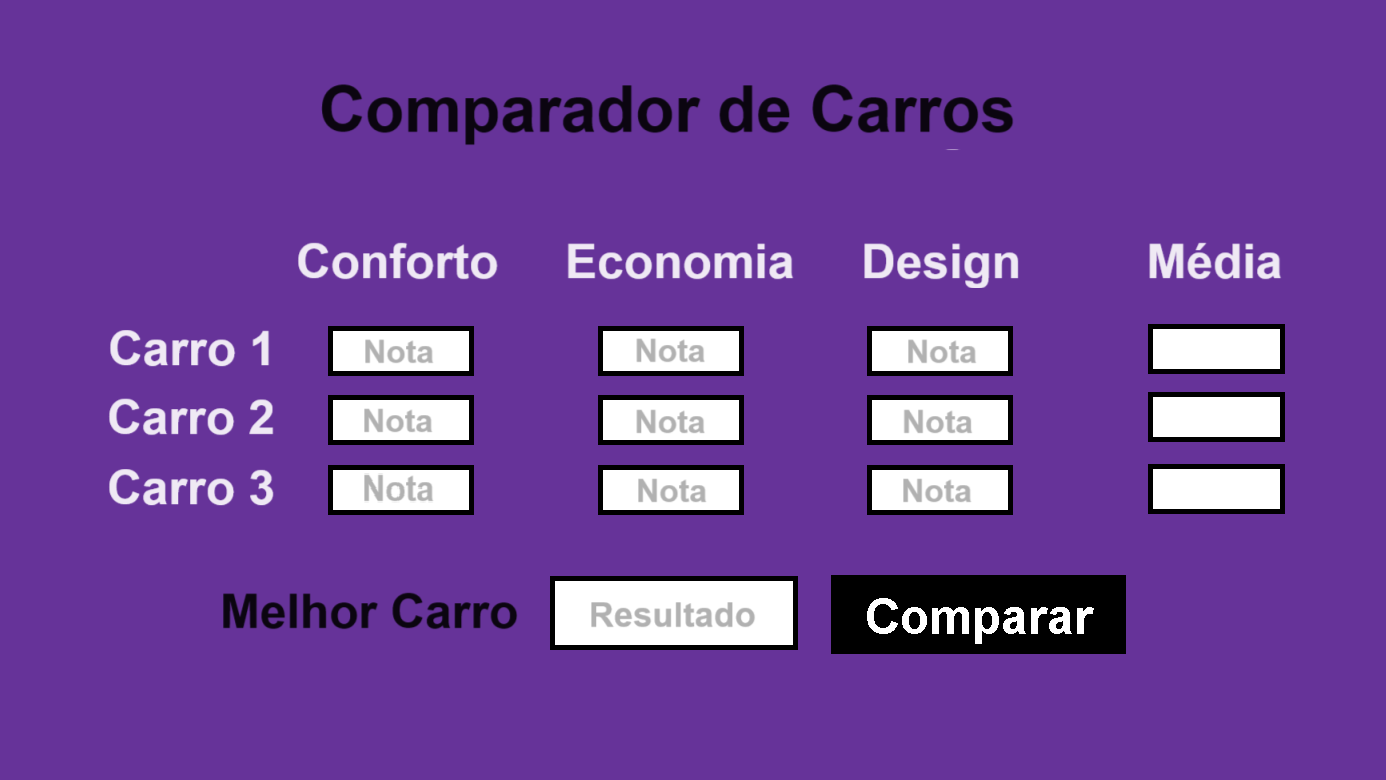 Comparador de Carros
Conforto Economia Design Média
Carro 1 Nota Nota Nota
Carro 2 Nota Nota Nota
Carro 3 Nota Nota Nota
Melhor Carro Resultado Comparar